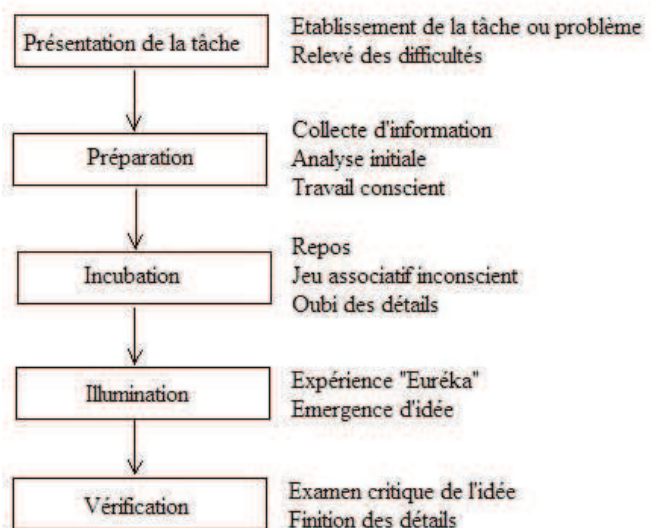 Présentation de la tâche
Etablissement de la tâche ou problème
Relevé des difficultés
Préparation
Collecte d'information
Analyse initiale
Travail conscient
Incubation
Repos
Jeu associatif inconscient
Oubi des détails
Illumination
Expérience "Euréka"
Emergence d'idée
Vérification
Examen critique de l'idée
Finition des détails